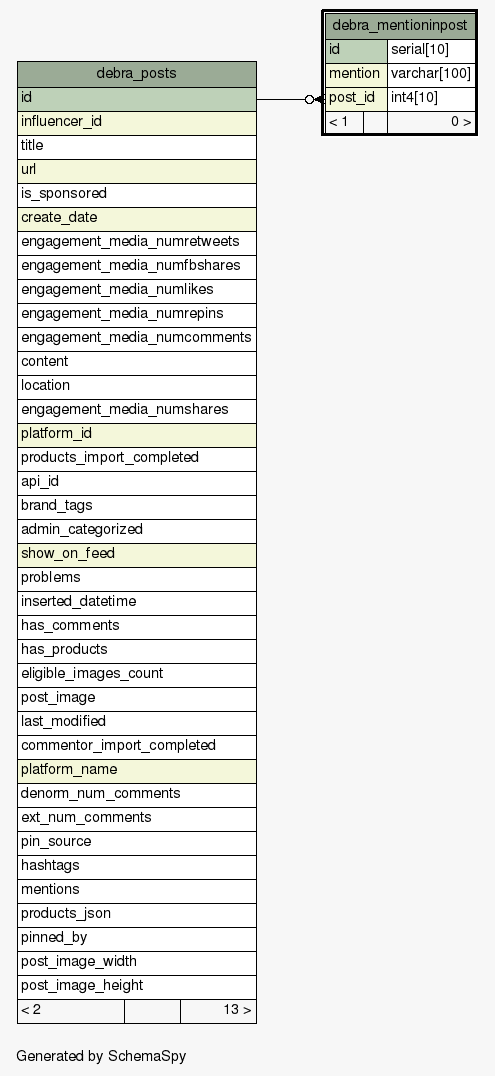 debra_mentioninpost
id serial[10]
mention varchar[100]
post_id int4[10]
< 1 0 >
debra_posts
id
influencer_id
title
url
is_sponsored
create_date
engagement_media_numretweets
engagement_media_numfbshares
engagement_media_numlikes
engagement_media_numrepins
engagement_media_numcomments
content
location
engagement_media_numshares
platform_id
products_import_completed
api_id
brand_tags
admin_categorized
show_on_feed
problems
inserted_datetime
has_comments
has_products
eligible_images_count
post_image
last_modified
commentor_import_completed
platform_name
denorm_num_comments
ext_num_comments
pin_source
hashtags
mentions
products_json
pinned_by
post_image_width
post_image_height
< 2 13 >
Generated by SchemaSpy